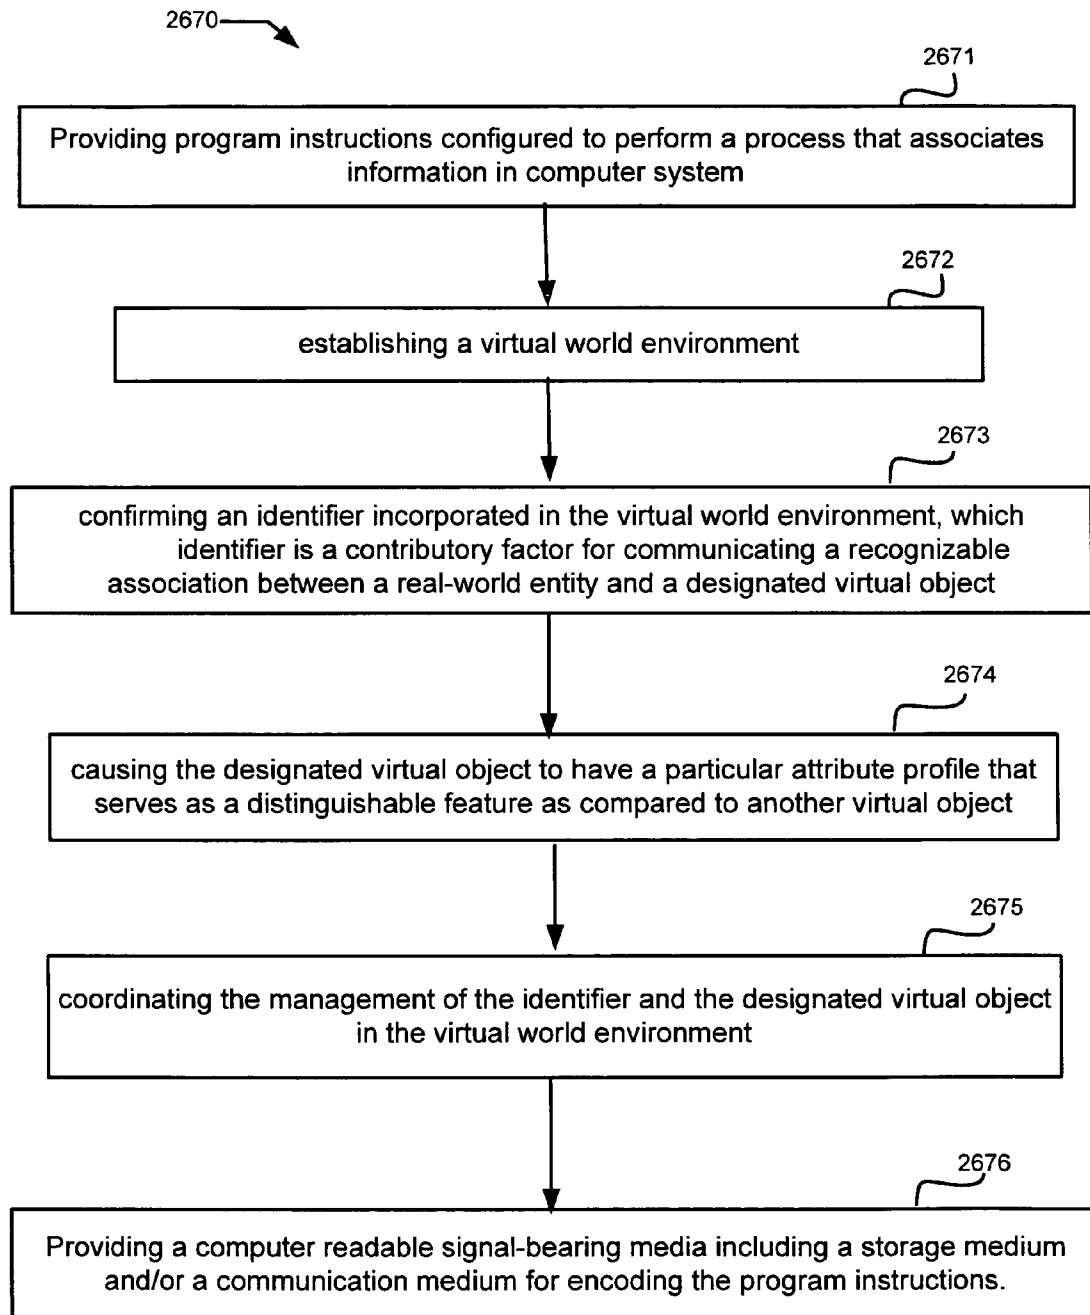 2670
2671
Providing program instructions configured to perform a process that associates
information in computer system
2672
establishing a virtual world environment
2673
confirming an identifier incorporated in the virtual world environment, which
identifier is a contributory factor for communicating a recognizable
association between a real-world entity and a designated virtual object
2674
causing the designated virtual object to have a particular attribute profile that
serves as a distinguishable feature as compared to another virtual object
2675
coordinating the management of the identifier and the designated virtual object
in the virtual world environment
2676
Providing a computer readable signal-bearing media including a storage medium
and/or a communication medium for encoding the program instructions.